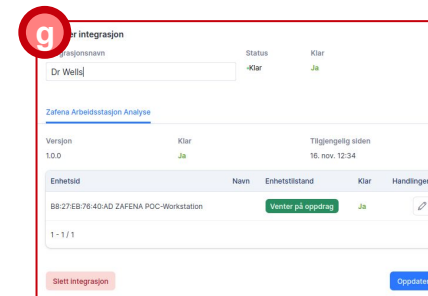 g
er integrasjon
grasjonsnavn Status Klar
Dr Wells •Klar Ja
Zafena Arbeidsstasjon Analyse
Versjon Klar Tilgjengelig siden
1.0.0 Ja 16. nov. 12:34
Enhetsid Navn Enhetstilstand Klar Handlinger
B8:27:EB:76:40:AD ZAFENA POC-Workstation Venter på oppdrag Ja
1 - 1 / 1
Slett integrasjon Oppdater